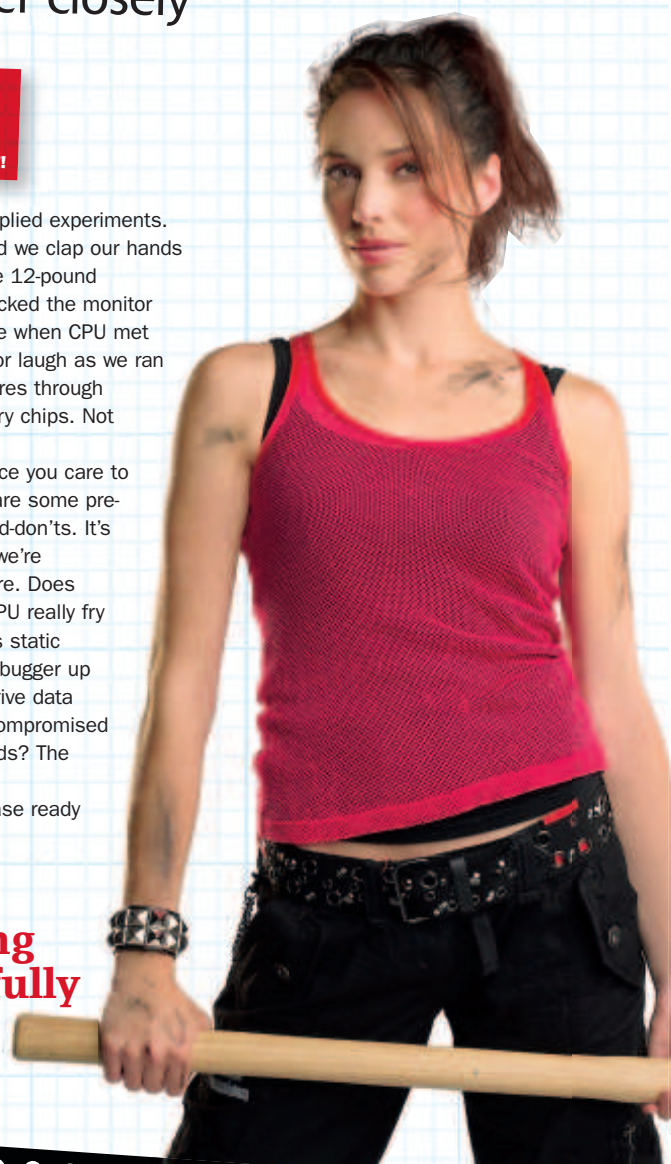 closely
!
plied experiments.
d we clap our hands
e 12-pound
cked the monitor
e when CPU met
or laugh as we ran
res through
ry chips. Not
ce you care to
are some pre-
d-don'ts. It's
we're
re. Does
PU really fry
s static
bugger up
ive data
ompromised
ds? The
ase ready
ng
fully